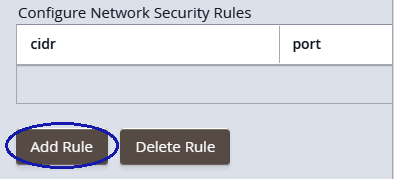 Configure Network Security Rules
cidr port
Add Rule Delete Rule